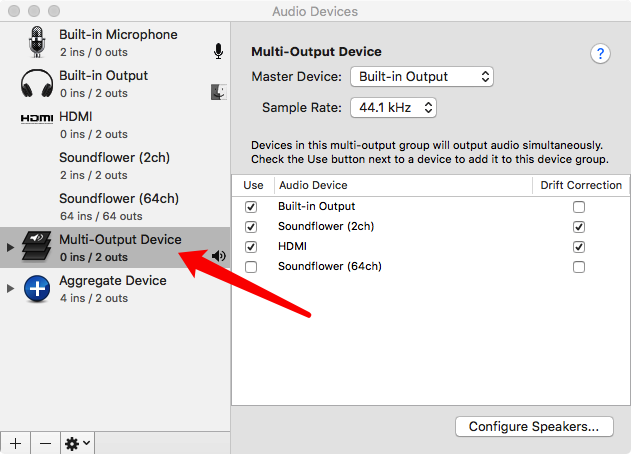 Audio Devices
Built-in Microphone
2 ins / 0 outs
Built-in Output
0 ins / 2 outs
HDMI
HDMI
0 ins / 2 outs
Soundflower (2ch)
2 ins / 2 outs
Soundflower (64ch)
64 ins / 64 outs
Multi-Output Device
0 ins / 2 outs
Aggregate Device
4 ins / 2 outs
Multi-Output Device
?
Master Device: Built-in Output
Sample Rate: 44.1 kHz
Devices in this multi-output group will output audio simultaneously.
Check the Use button next to a device to add it to this device group.
Use Audio Device Drift Correction
Built-in Output
Soundflower (2ch)
HDMI
Soundflower (64ch)
Configure Speakers...